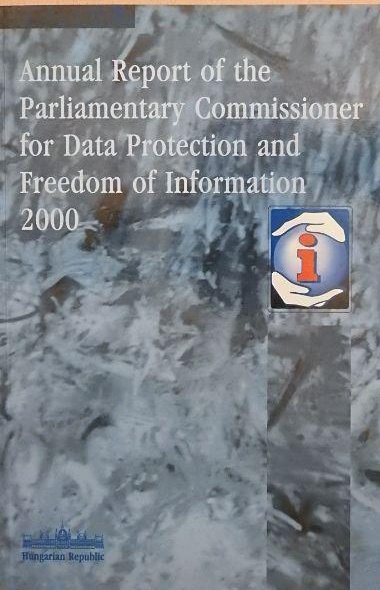 Annual Report of the
Parliamentary Commissioner
for Data Protection and
Freedom of Information
2000
i
Hungarian Republic